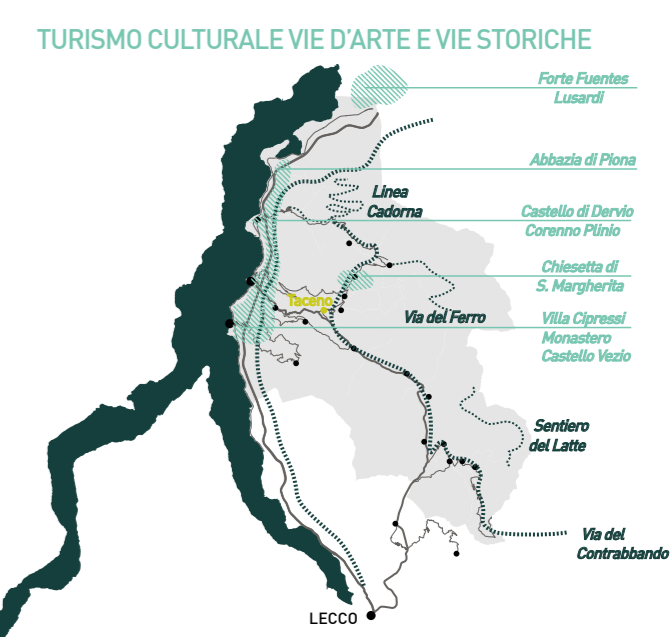 TURISMO CULTURALE VIE D'ARTE E VIE STORICHE
Forte Fuentes
Lusardi
Abbazia di Piona
Linea
Cadorna
Castello di Dervio
Corenno Plinio
Chiesetta di
S. Margherita
Taceno
Via del Ferro
Villa Cipressi
Monastero
Castello Vezio
Sentiero
del Latte
Via del
Contrabbando
LECCO